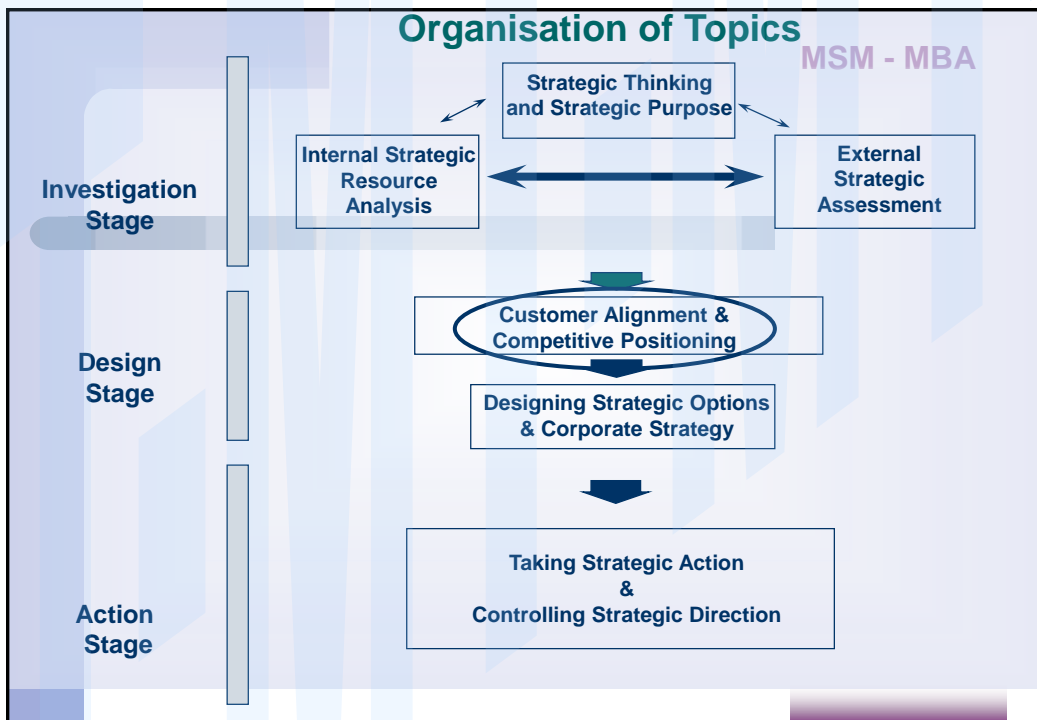 Organisation of Topics
MSM - MBA
Strategic Thinking
and Strategic Purpose
Internal Strategic
Resource
Analysis
External
Strategic
Assessment
Investigation
Stage
Customer Alignment &
Competitive Positioning
Design
Stage
Designing Strategic Options
& Corporate Strategy
Taking Strategic Action
&
Controlling Strategic Direction
Action
Stage